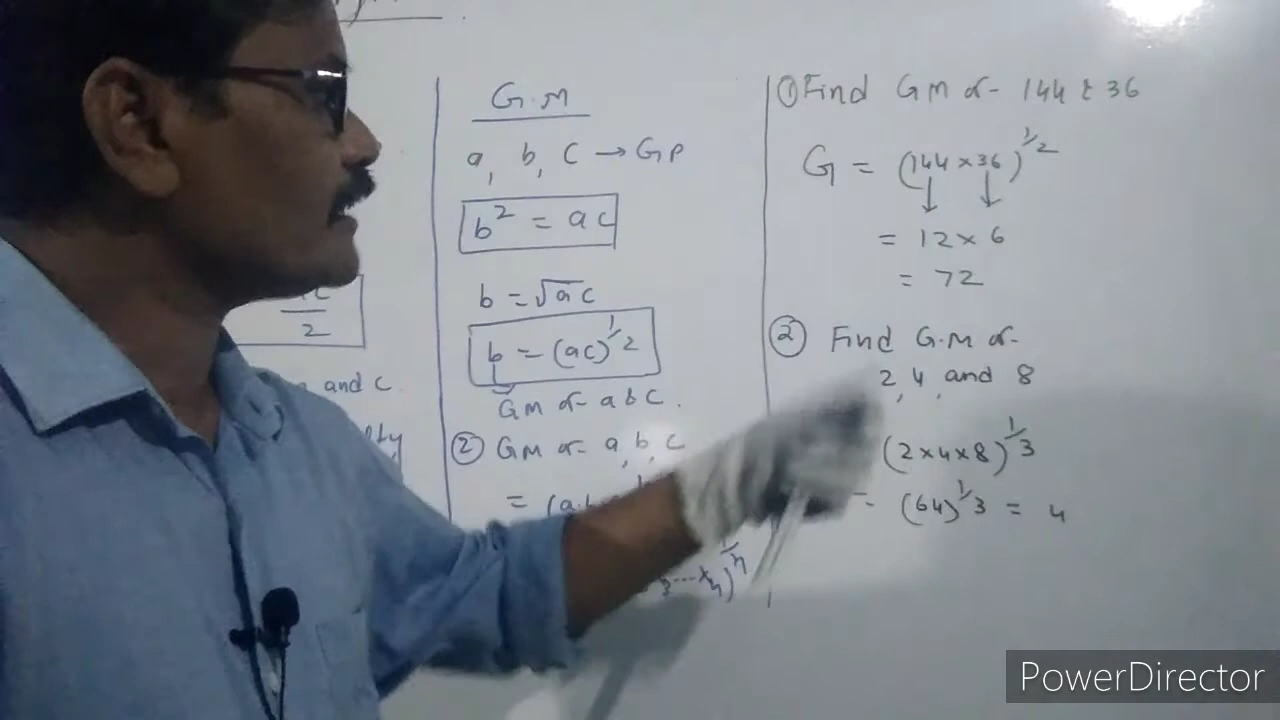 2
and C
G.M
a, b, C → GP
b² = ac
b = √ac
b = (ac)^1/2
GM of a b C.
② GM of a, b, c
= (a.b
① Find GM of 144 & 36
G = (144 × 36)^1/2
= 12 × 6
= 72
② Find G.M of
2, 4, and 8
(2×4×8)^1/3
= (64)^1/3 = 4
PowerDirector